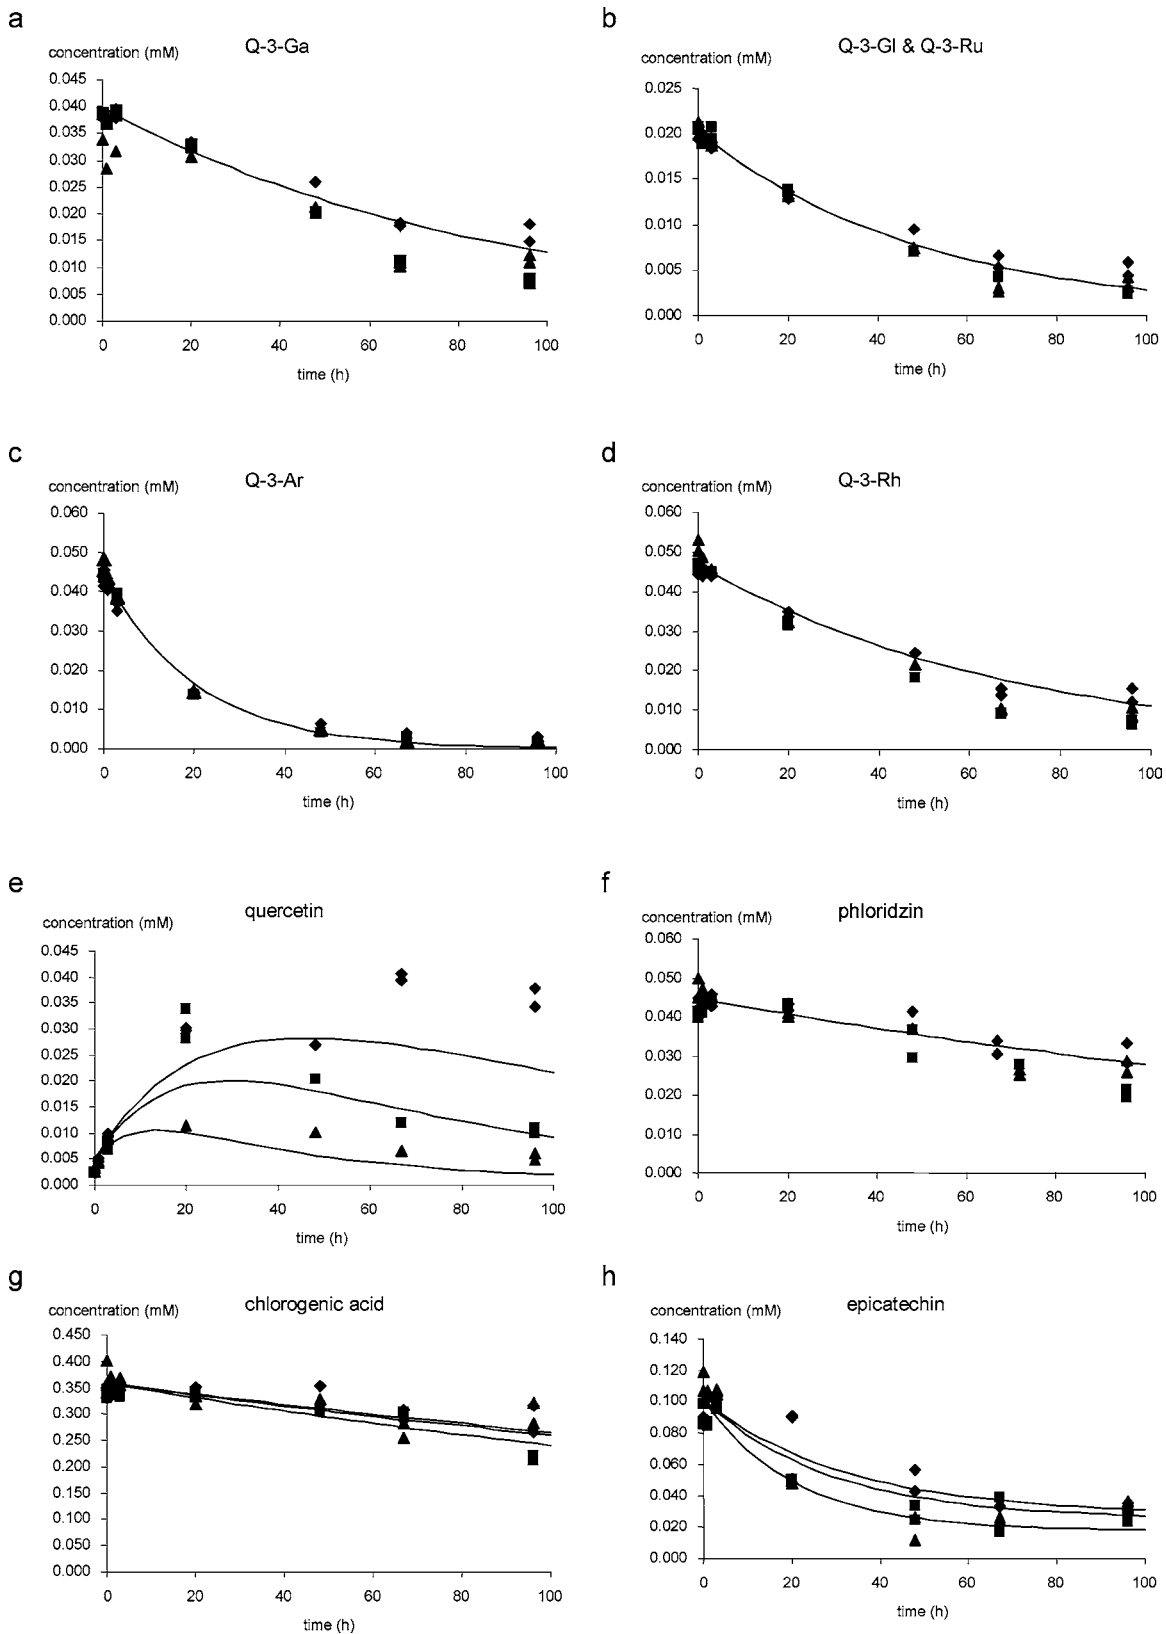 a
Q-3-Ga
concentration (mM)
0.045
0.040
0.035
0.030
0.025
0.020
0.015
0.010
0.005
0.000
0 20 40 60 80 100
time (h)
b
Q-3-Gl & Q-3-Ru
concentration (mM)
0.025
0.020
0.015
0.010
0.005
0.000
0 20 40 60 80 100
time (h)
c
Q-3-Ar
concentration (mM)
0.060
0.050
0.040
0.030
0.020
0.010
0.000
0 20 40 60 80 100
time (h)
d
Q-3-Rh
concentration (mM)
0.060
0.050
0.040
0.030
0.020
0.010
0.000
0 20 40 60 80 100
time (h)
e
quercetin
concentration (mM)
0.045
0.040
0.035
0.030
0.025
0.020
0.015
0.010
0.005
0.000
0 20 40 60 80 100
time (h)
f
phloridzin
concentration (mM)
0.060
0.050
0.040
0.030
0.020
0.010
0.000
0 20 40 60 80 100
time (h)
g
chlorogenic acid
concentration (mM)
0.450
0.400
0.350
0.300
0.250
0.200
0.150
0.100
0.050
0.000
0 20 40 60 80 100
time (h)
h
epicatechin
concentration (mM)
0.140
0.120
0.100
0.080
0.060
0.040
0.020
0.000
0 20 40 60 80 100
time (h)